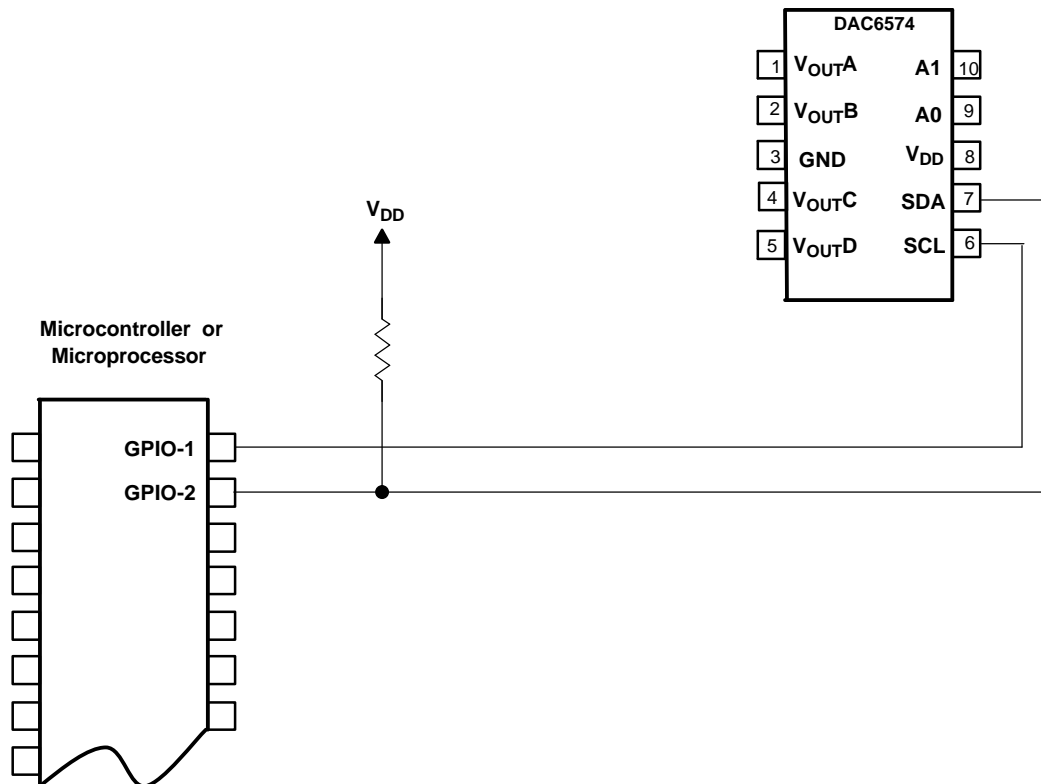 DAC6574
1 VOUTA A1 10
2 VOUTB A0 9
3 GND VDD 8
4 VOUTC SDA 7
5 VOUTD SCL 6
VDD
Microcontroller or
Microprocessor
GPIO-1
GPIO-2